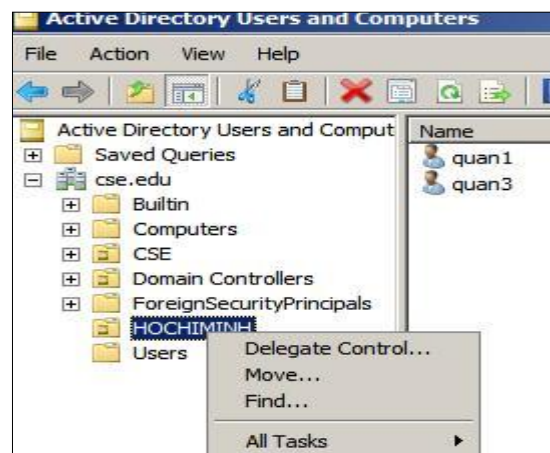 Active Directory Users and Computers
File Action View Help
Active Directory Users and Comput
Saved Queries
cse.edu
Builtin
Computers
CSE
Domain Controllers
ForeignSecurityPrincipals
HOCHIMINH
Users
Name
quan1
quan3
Delegate Control...
Move...
Find...
All Tasks